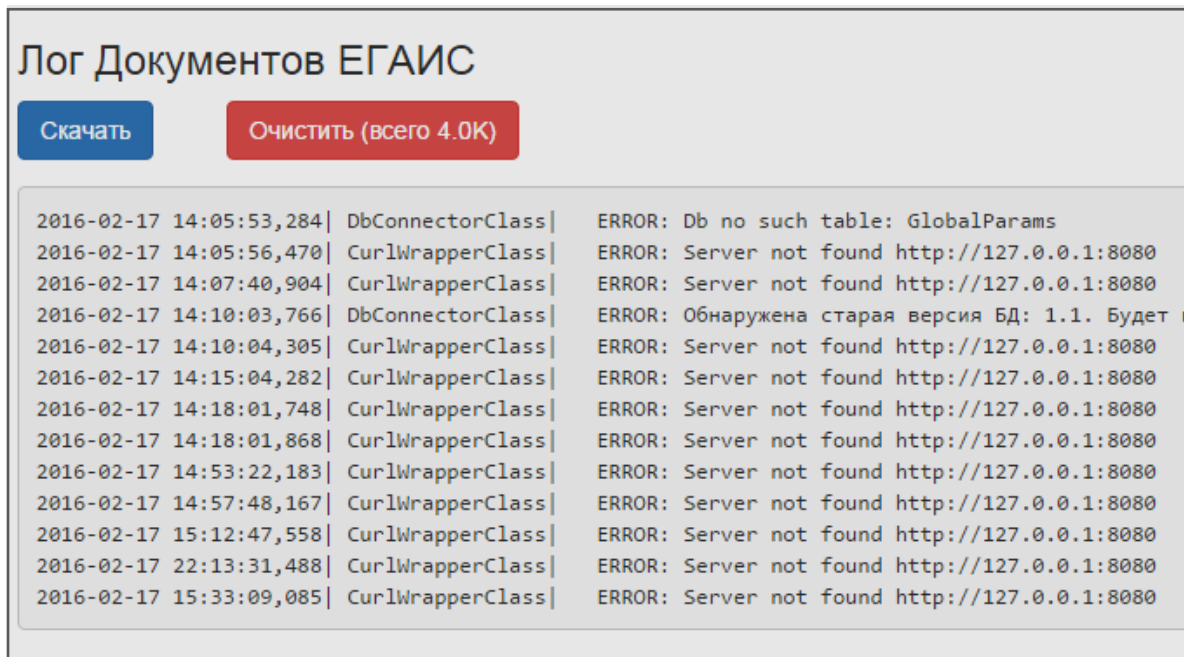 Лог Документов ЕГАИС
Скачать
Очистить (всего 4.0K)
2016-02-17 14:05:53,284| DbConnectorClass| ERROR: Db no such table: GlobalParams
2016-02-17 14:05:56,470| CurlWrapperClass| ERROR: Server not found http://127.0.0.1:8080
2016-02-17 14:07:40,904| CurlWrapperClass| ERROR: Server not found http://127.0.0.1:8080
2016-02-17 14:10:03,766| DbConnectorClass| ERROR: Обнаружена старая версия БД: 1.1. Будет
2016-02-17 14:10:04,305| CurlWrapperClass| ERROR: Server not found http://127.0.0.1:8080
2016-02-17 14:15:04,282| CurlWrapperClass| ERROR: Server not found http://127.0.0.1:8080
2016-02-17 14:18:01,748| CurlWrapperClass| ERROR: Server not found http://127.0.0.1:8080
2016-02-17 14:18:01,868| CurlWrapperClass| ERROR: Server not found http://127.0.0.1:8080
2016-02-17 14:53:22,183| CurlWrapperClass| ERROR: Server not found http://127.0.0.1:8080
2016-02-17 14:57:48,167| CurlWrapperClass| ERROR: Server not found http://127.0.0.1:8080
2016-02-17 15:12:47,558| CurlWrapperClass| ERROR: Server not found http://127.0.0.1:8080
2016-02-17 22:13:31,488| CurlWrapperClass| ERROR: Server not found http://127.0.0.1:8080
2016-02-17 15:33:09,085| CurlWrapperClass| ERROR: Server not found http://127.0.0.1:8080